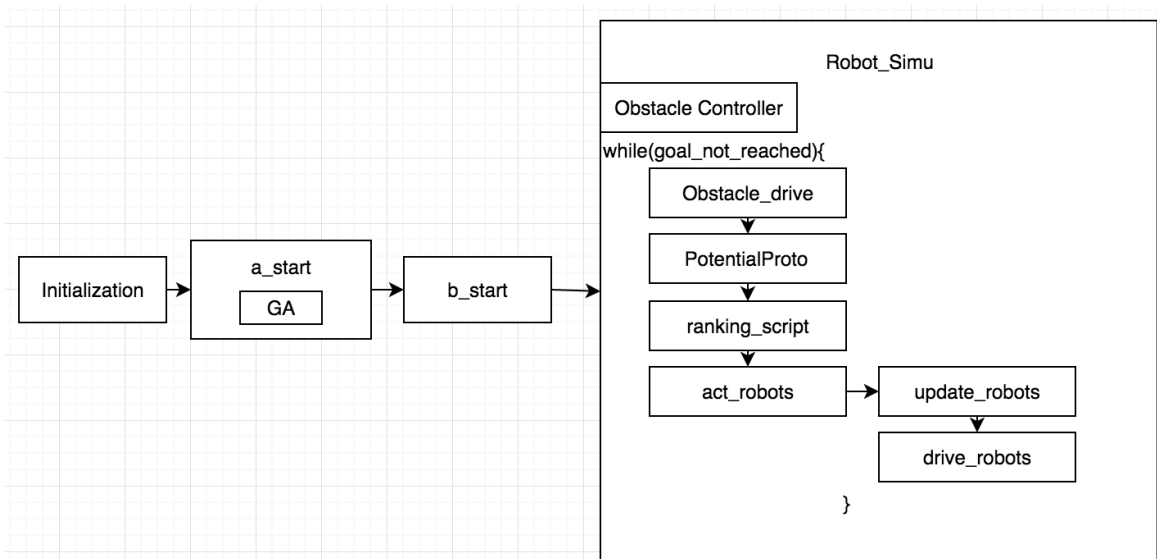 Robot_Simu
Obstacle Controller
while(goal_not_reached){
Obstacle_drive
PotentialProto
Initialization
a_start
GA
b_start
ranking_script
act_robots
update_robots
drive_robots
}